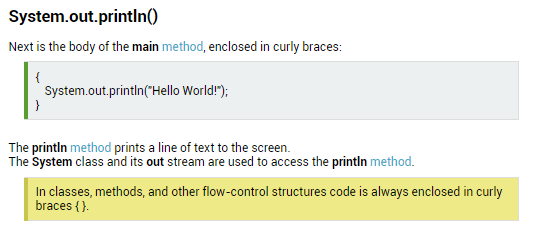 System.out.println()
Next is the body of the main method, enclosed in curly braces:
{
System.out.println("Hello World!");
}
The println method prints a line of text to the screen.
The System class and its out stream are used to access the println method.
In classes, methods, and other flow-control structures code is always enclosed in curly
braces { }.